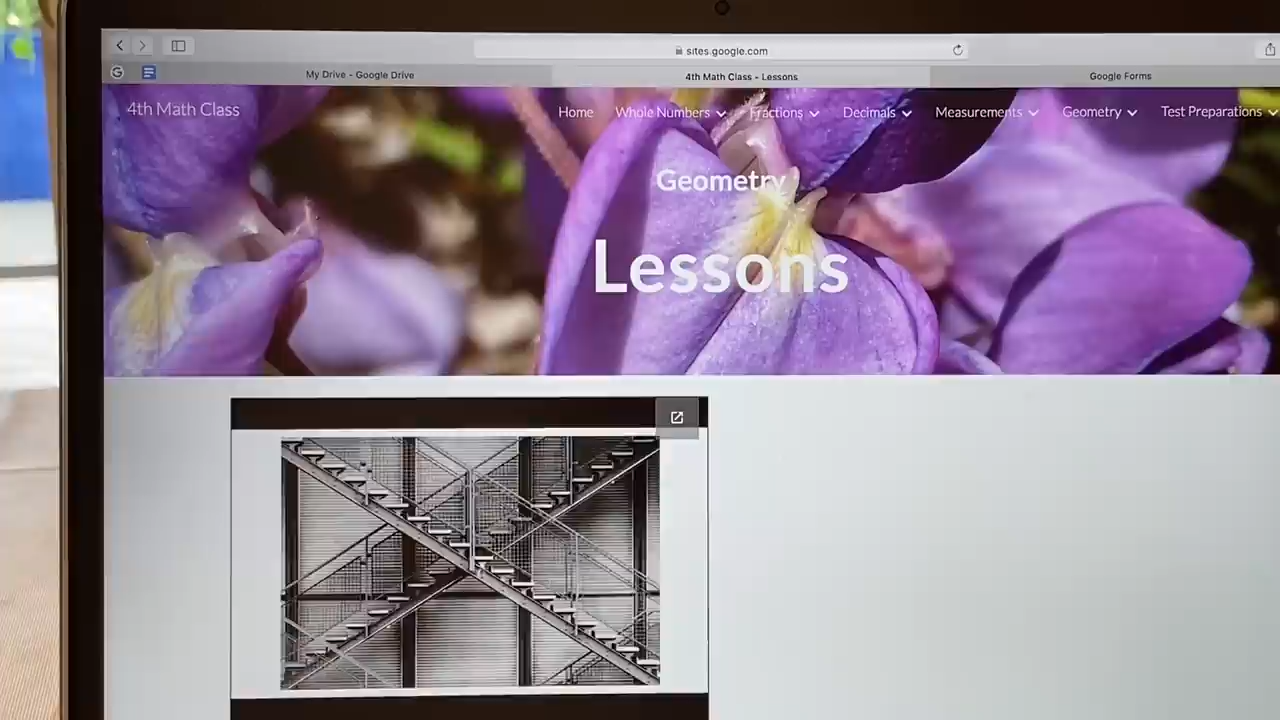 sites.google.com
My Drive - Google Drive
4th Math Class - Lessons
Google Forms
4th Math Class
Home
Whole Numbers
Fractions
Decimals
Measurements
Geometry
Test Preparations
Geometry
Lessons